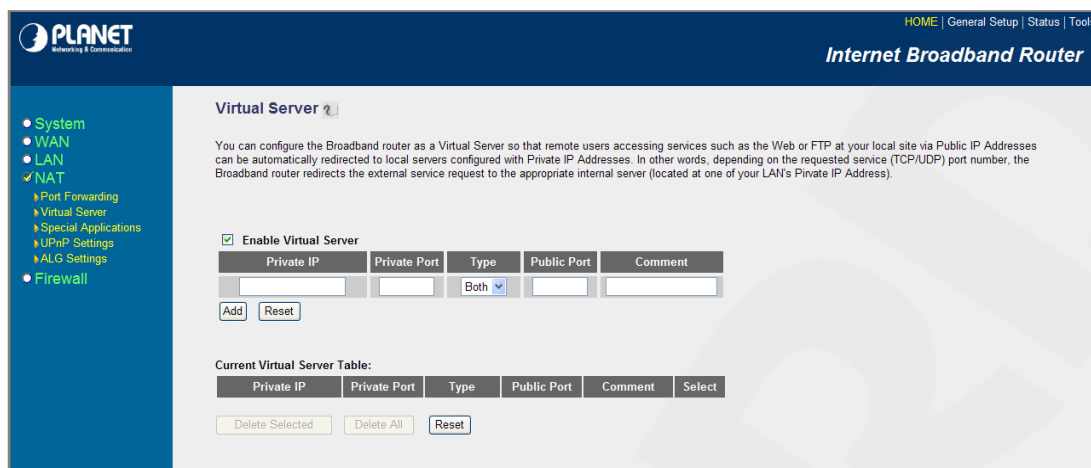 PLANET
Networking & Communication
HOME | General Setup | Status | Tools
Internet Broadband Router
System
WAN
LAN
NAT
Port Forwarding
Virtual Server
Special Applications
UPnP Settings
ALG Settings
Firewall
Virtual Server
You can configure the Broadband router as a Virtual Server so that remote users accessing services such as the Web or FTP at your local site via Public IP Addresses
can be automatically redirected to local servers configured with Private IP Addresses. In other words, depending on the requested service (TCP/UDP) port number, the
Broadband router redirects the external service request to the appropriate internal server (located at one of your LAN's Private IP Address).
Enable Virtual Server
Private IP Private Port Type Public Port Comment
Both
Add Reset
Current Virtual Server Table:
Private IP Private Port Type Public Port Comment Select
Delete Selected Delete All Reset